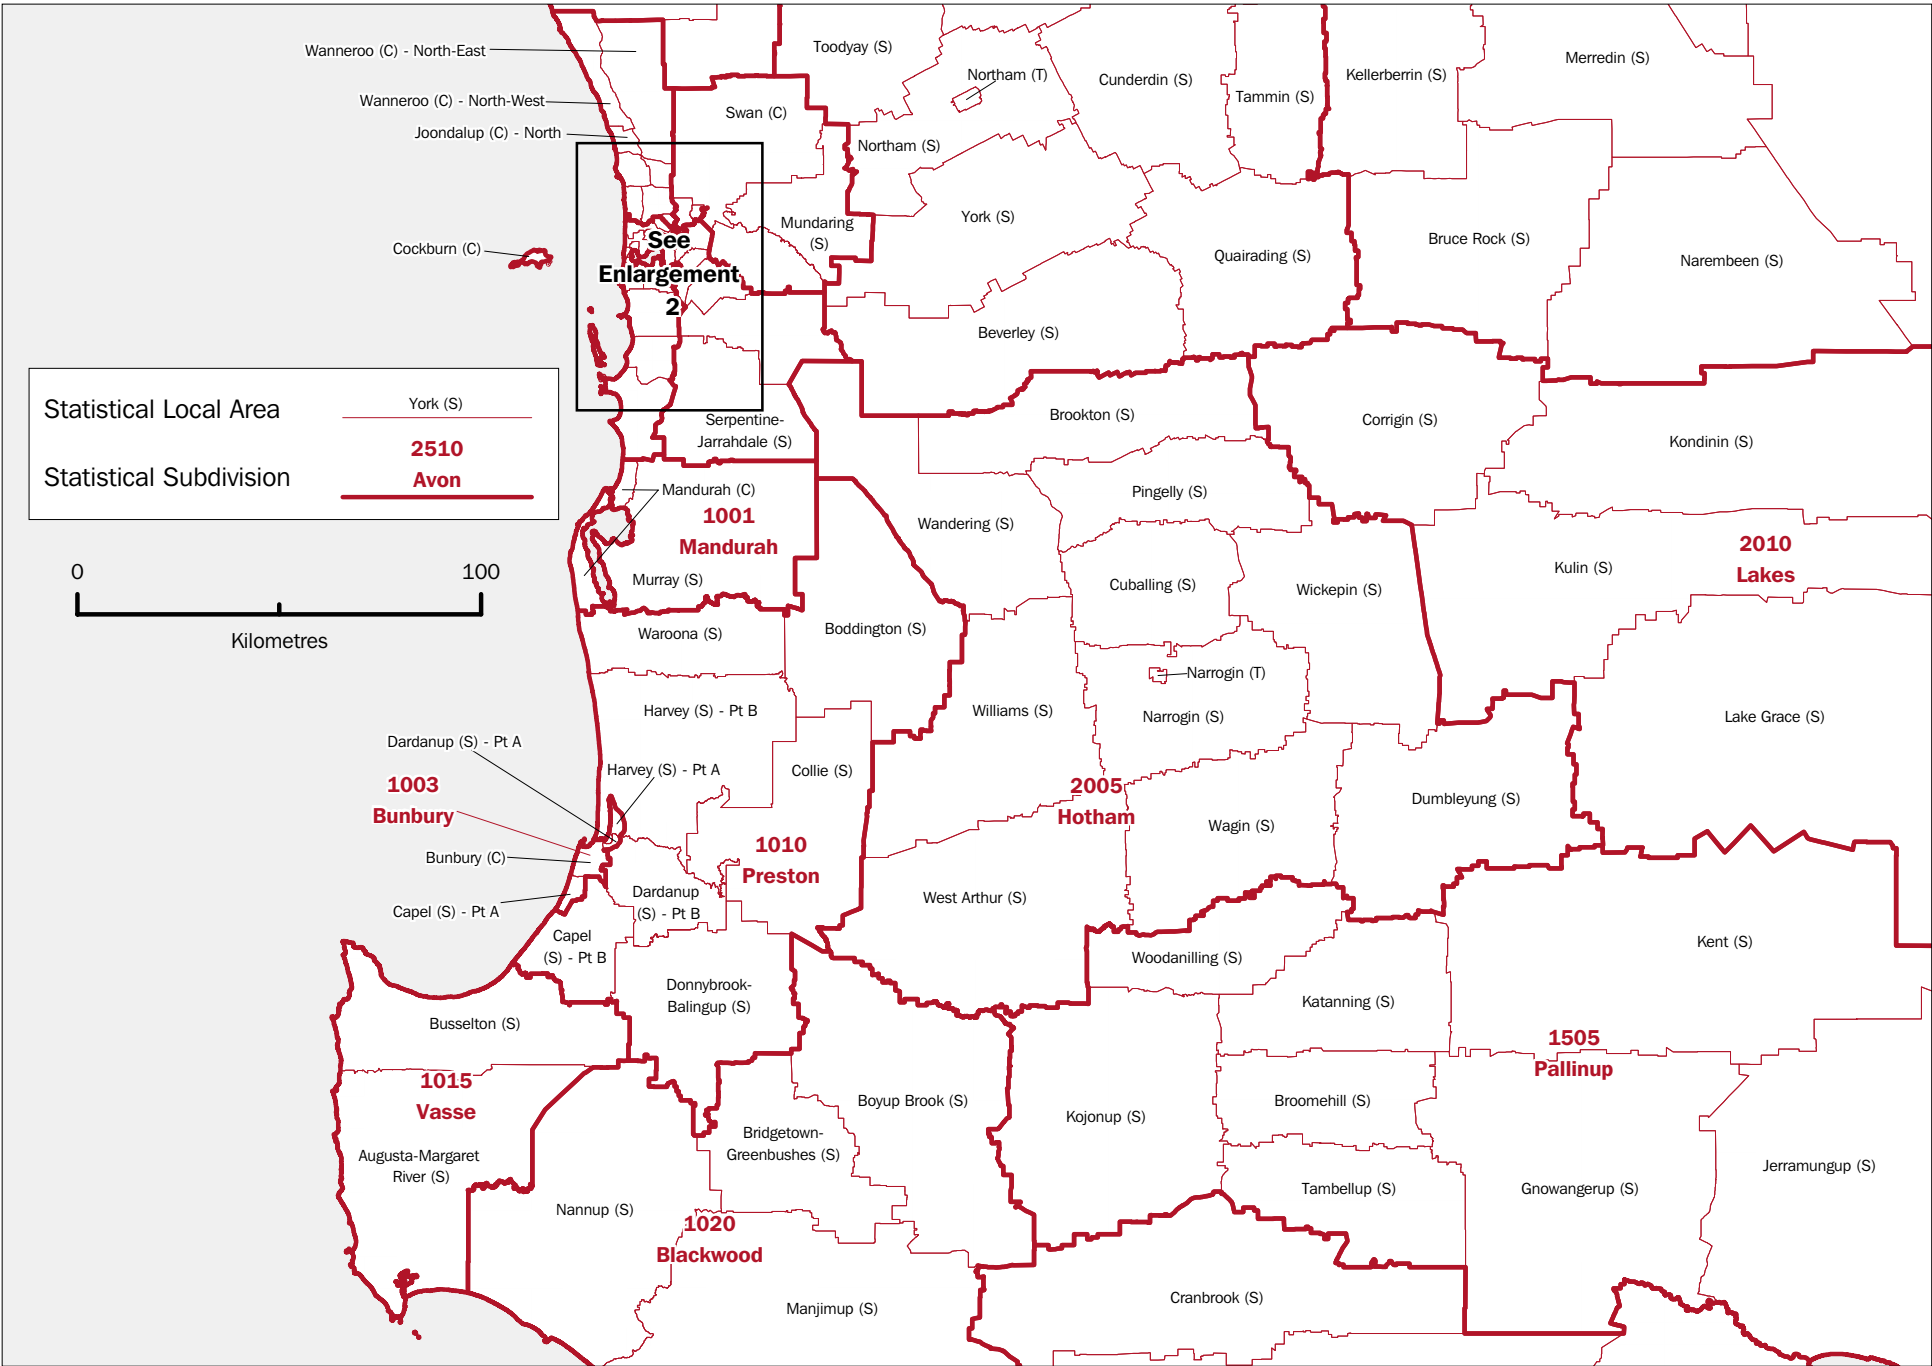 Wanneroo (C) - North-East
Wanneroo (C) - North-West
Joondalup (C) - North
Toodyay (S)
Northam (T)
Cunderdin (S)
Tammin (S)
Kellerberrin (S)
Merredin (S)
Swan (C)
Northam (S)
York (S)
Mundaring
(S)
Quairading (S)
Bruce Rock (S)
Narembeen (S)
Cockburn (C)
See
Enlargement
2
Beverley (S)
Statistical Local Area
York (S)
2510
Statistical Subdivision
Avon
Serpentine-
Jarrahdale (S)
Brookton (S)
Corrigin (S)
Kondinin (S)
Mandurah (C)
1001
Mandurah
Murray (S)
Wandering (S)
Pingelly (S)
Cuballing (S)
Wickepin (S)
Kulin (S)
2010
Lakes
0
100
Kilometres
Waroona (S)
Boddington (S)
Narrogin (T)
Narrogin (S)
Williams (S)
Lake Grace (S)
Harvey (S) - Pt B
Dardanup (S) - Pt A
Harvey (S) - Pt A
Collie (S)
1003
Bunbury
2005
Hotham
Dumbleyung (S)
Wagin (S)
Bunbury (C)
1010
Preston
Dardanup
(S) - Pt B
Capel (S) - Pt A
West Arthur (S)
Capel
(S) - Pt B
Woodanilling (S)
Kent (S)
Donnybrook-
Balingup (S)
Katanning (S)
Busselton (S)
1505
Pallinup
1015
Vasse
Boyup Brook (S)
Kojonup (S)
Broomehill (S)
Bridgetown-
Greenbushes (S)
Augusta-Margaret
River (S)
Jerramungup (S)
Tambellup (S)
Gnowangerup (S)
Nannup (S)
1020
Blackwood
Manjimup (S)
Cranbrook (S)